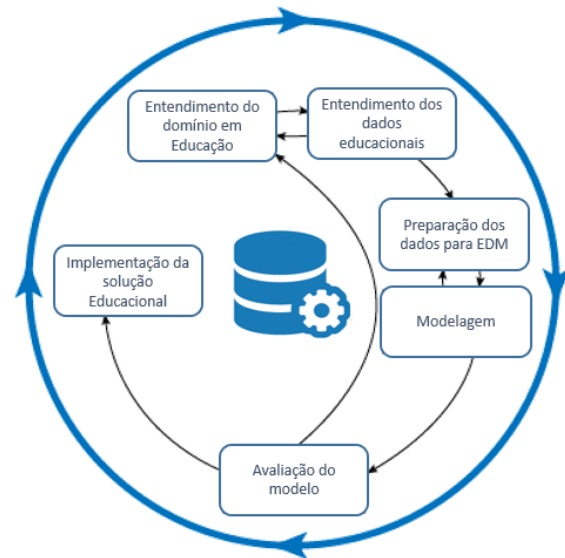 Entendimento do
domínio em
Educação
Entendimento dos
dados
educacionais
Preparação dos
dados para EDM
Modelagem
Avaliação do
modelo
Implementação da
solução
Educacional